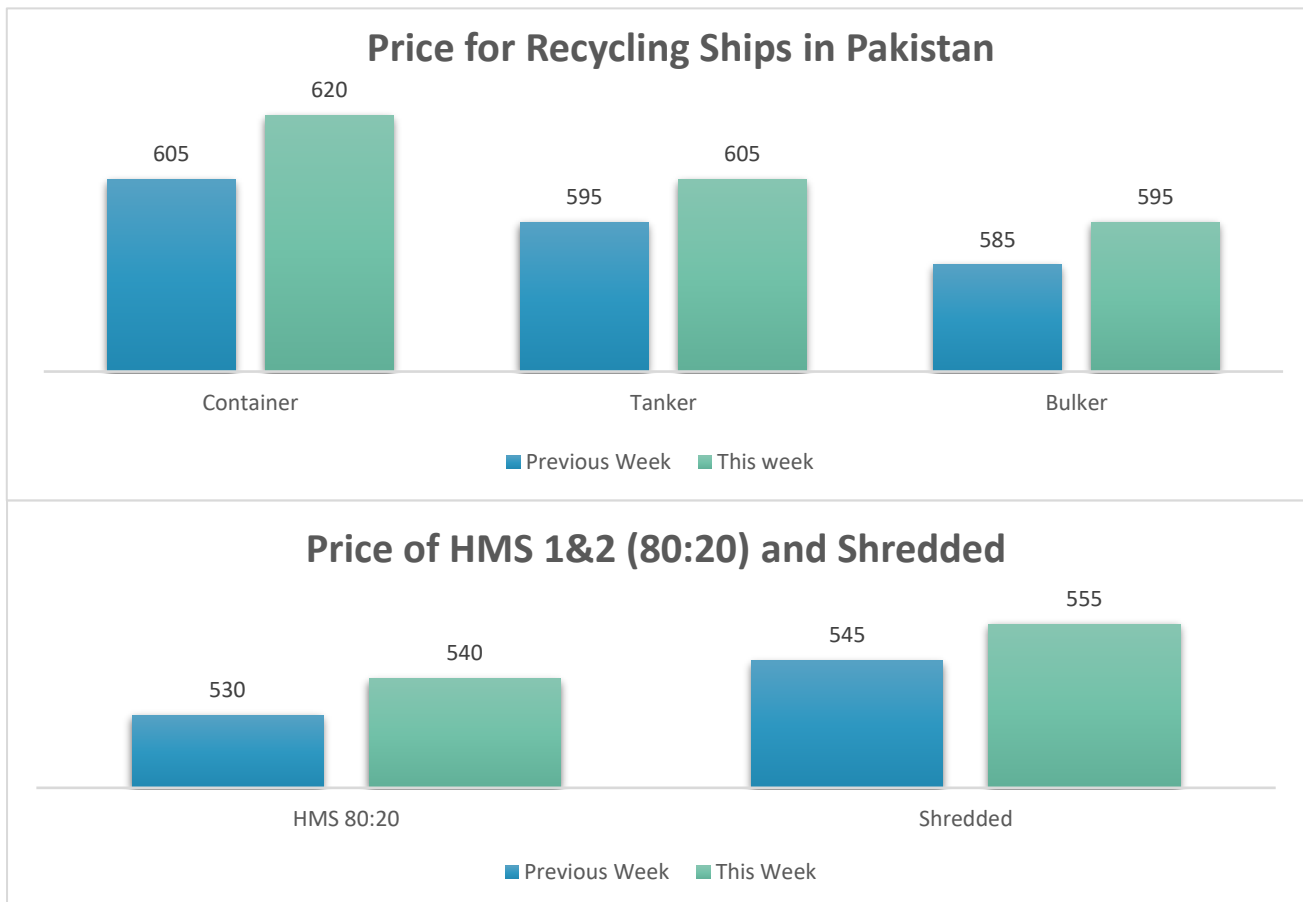 Price for Recycling Ships in Pakistan
620
605
605
595
595
585
Container Tanker Bulker
Previous Week This week
Price of HMS 1&2 (80:20) and Shredded
555
545
540
530
HMS 80:20 Shredded
Previous Week This Week